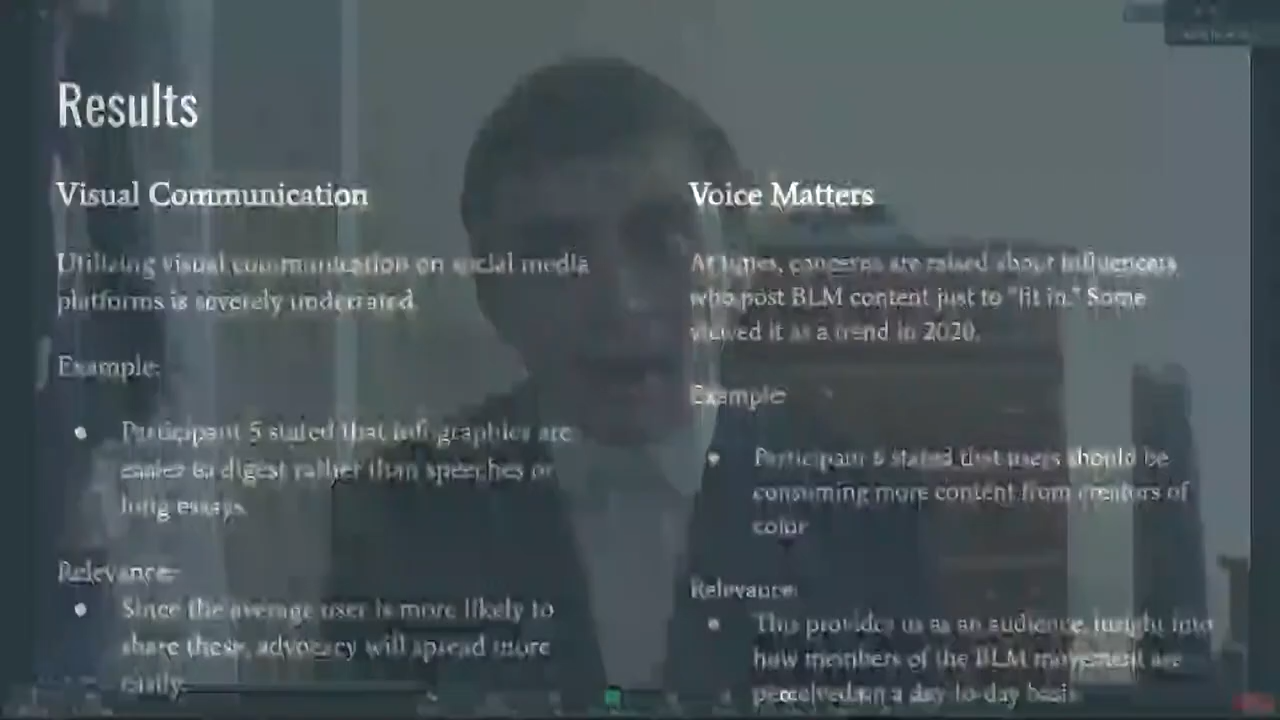 Results
Visual Communication
Utilizing visual communication on social media
platforms is severely underrated.
Example:
Participant 5 stated that infographics are
easier to digest rather than speeches or
long essays.
Relevance:
Since the average user is more likely to
share these, advocacy will spread more
easily.
Voice Matters
At times, concerns are raised about influencers
who post BLM content just to "fit in." Some
viewed it as a trend in 2020.
Example:
Participant 6 stated that users should be
consuming more content from creators of
color
Relevance:
This provides us as an audience, insight into
how members of the BLM movement are
perceived on a day-to-day basis.